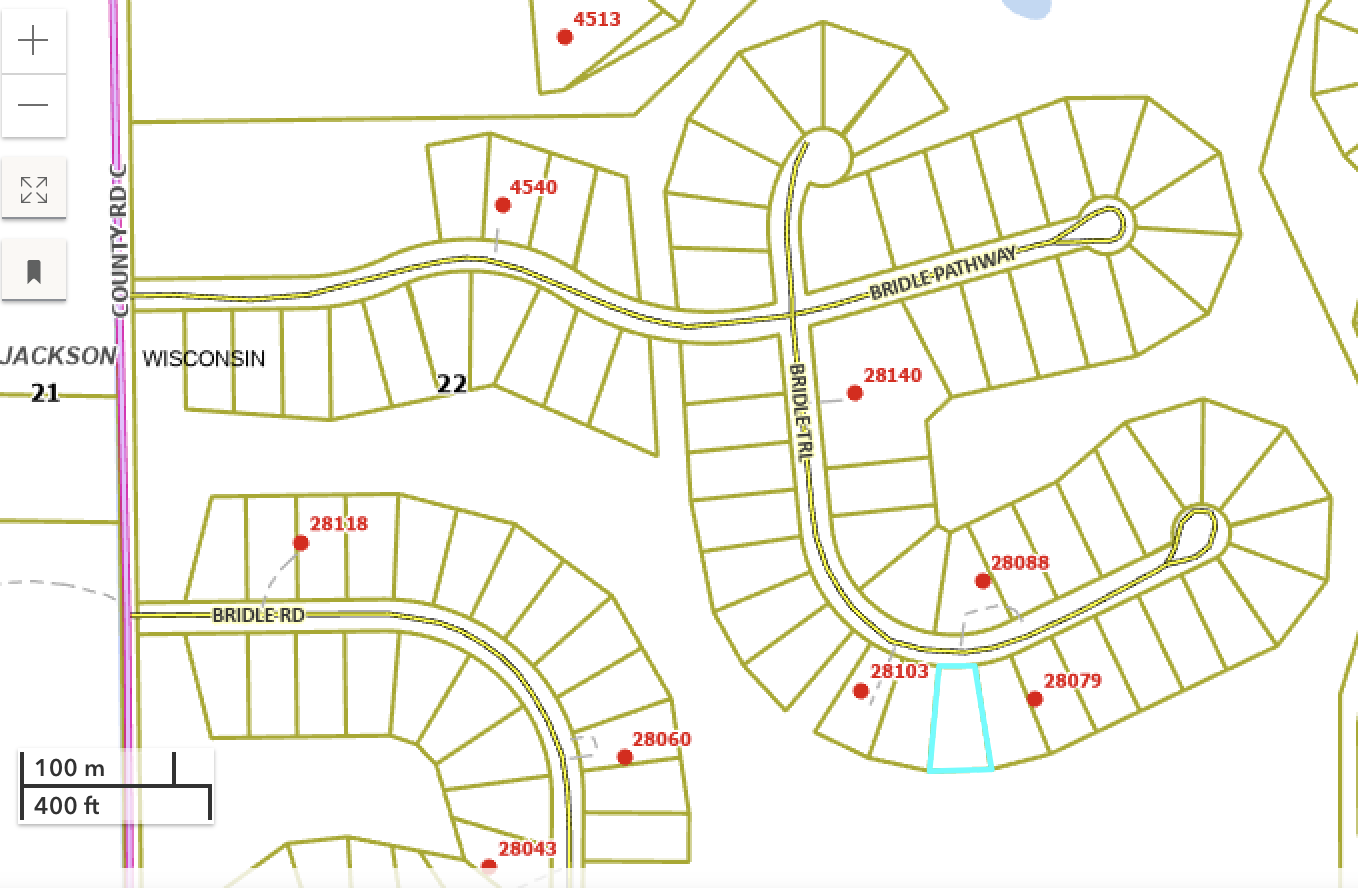 4513
4540
COUNTY RD C
BRIDLE PATHWAY
JACKSON
WISCONSIN
21
22
28140
BRIDLE TRL
28118
28088
BRIDLE RD
28103
28079
28060
100 m
400 ft
28043